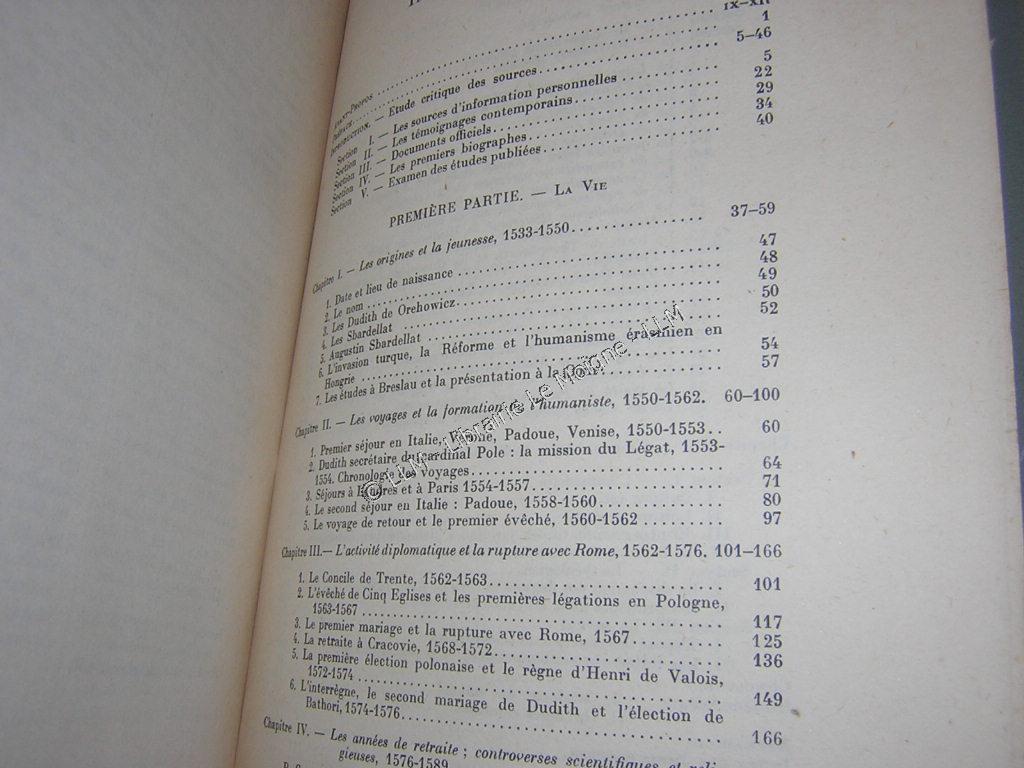 IX–XII
AVANT-PROPOS
PRÉFACE 1
INTRODUCTION. — Etude critique des sources 5–46
Section I. — Les sources d'information personnelles 5
Section II. — Les témoignages contemporains 22
Section III. — Documents officiels 29
Section IV. — Les premiers biographes 34
Section V. — Examen des études publiées 40
PREMIÈRE PARTIE. — LA VIE
Chapitre I. — Les origines et la jeunesse, 1533-1550 37–59
1. Date et lieu de naissance 47
2. Le nom 48
3. Les Dudith de Orehowicz 49
4. Les Sbardellat 50
5. Augustin Sbardellat 52
6. L'invasion turque, la Réforme et l'humanisme érasmien en
Hongrie 54
7. Les études à Breslau et la présentation à la 57
Chapitre II. — Les voyages et la formation de l'humaniste, 1550-1562. 60–100
1. Premier séjour en Italie, Vérone, Padoue, Venise, 1550-1553.. 60
2. Dudith secrétaire du cardinal Pole : la mission du Légat, 1553-
1554. Chronologie des voyages 64
3. Séjours à Londres et à Paris 1554-1557 71
4. Le second séjour en Italie : Padoue, 1558-1560 80
5. Le voyage de retour et le premier évêché, 1560-1562 97
Chapitre III.— L'activité diplomatique et la rupture avec Rome, 1562-1576. 101–166
1. Le Concile de Trente, 1562-1563 101
2. L'évêché de Cinq Eglises et les premières légations en Pologne,
1563-1567 117
3. Le premier mariage et la rupture avec Rome, 1567 125
4. La retraite à Cracovie, 1568-1572 136
5. La première élection polonaise et le règne d'Henri de Valois,
1572-1574 149
6. L'interrègne, le second mariage de Dudith et l'élection de
Bathori, 1574-1576 166
Chapitre IV. — Les années de retraite ; controverses scientifiques et reli-
gieuses, 1576-1589
© LLM - Librairie Le Moigne - LLM